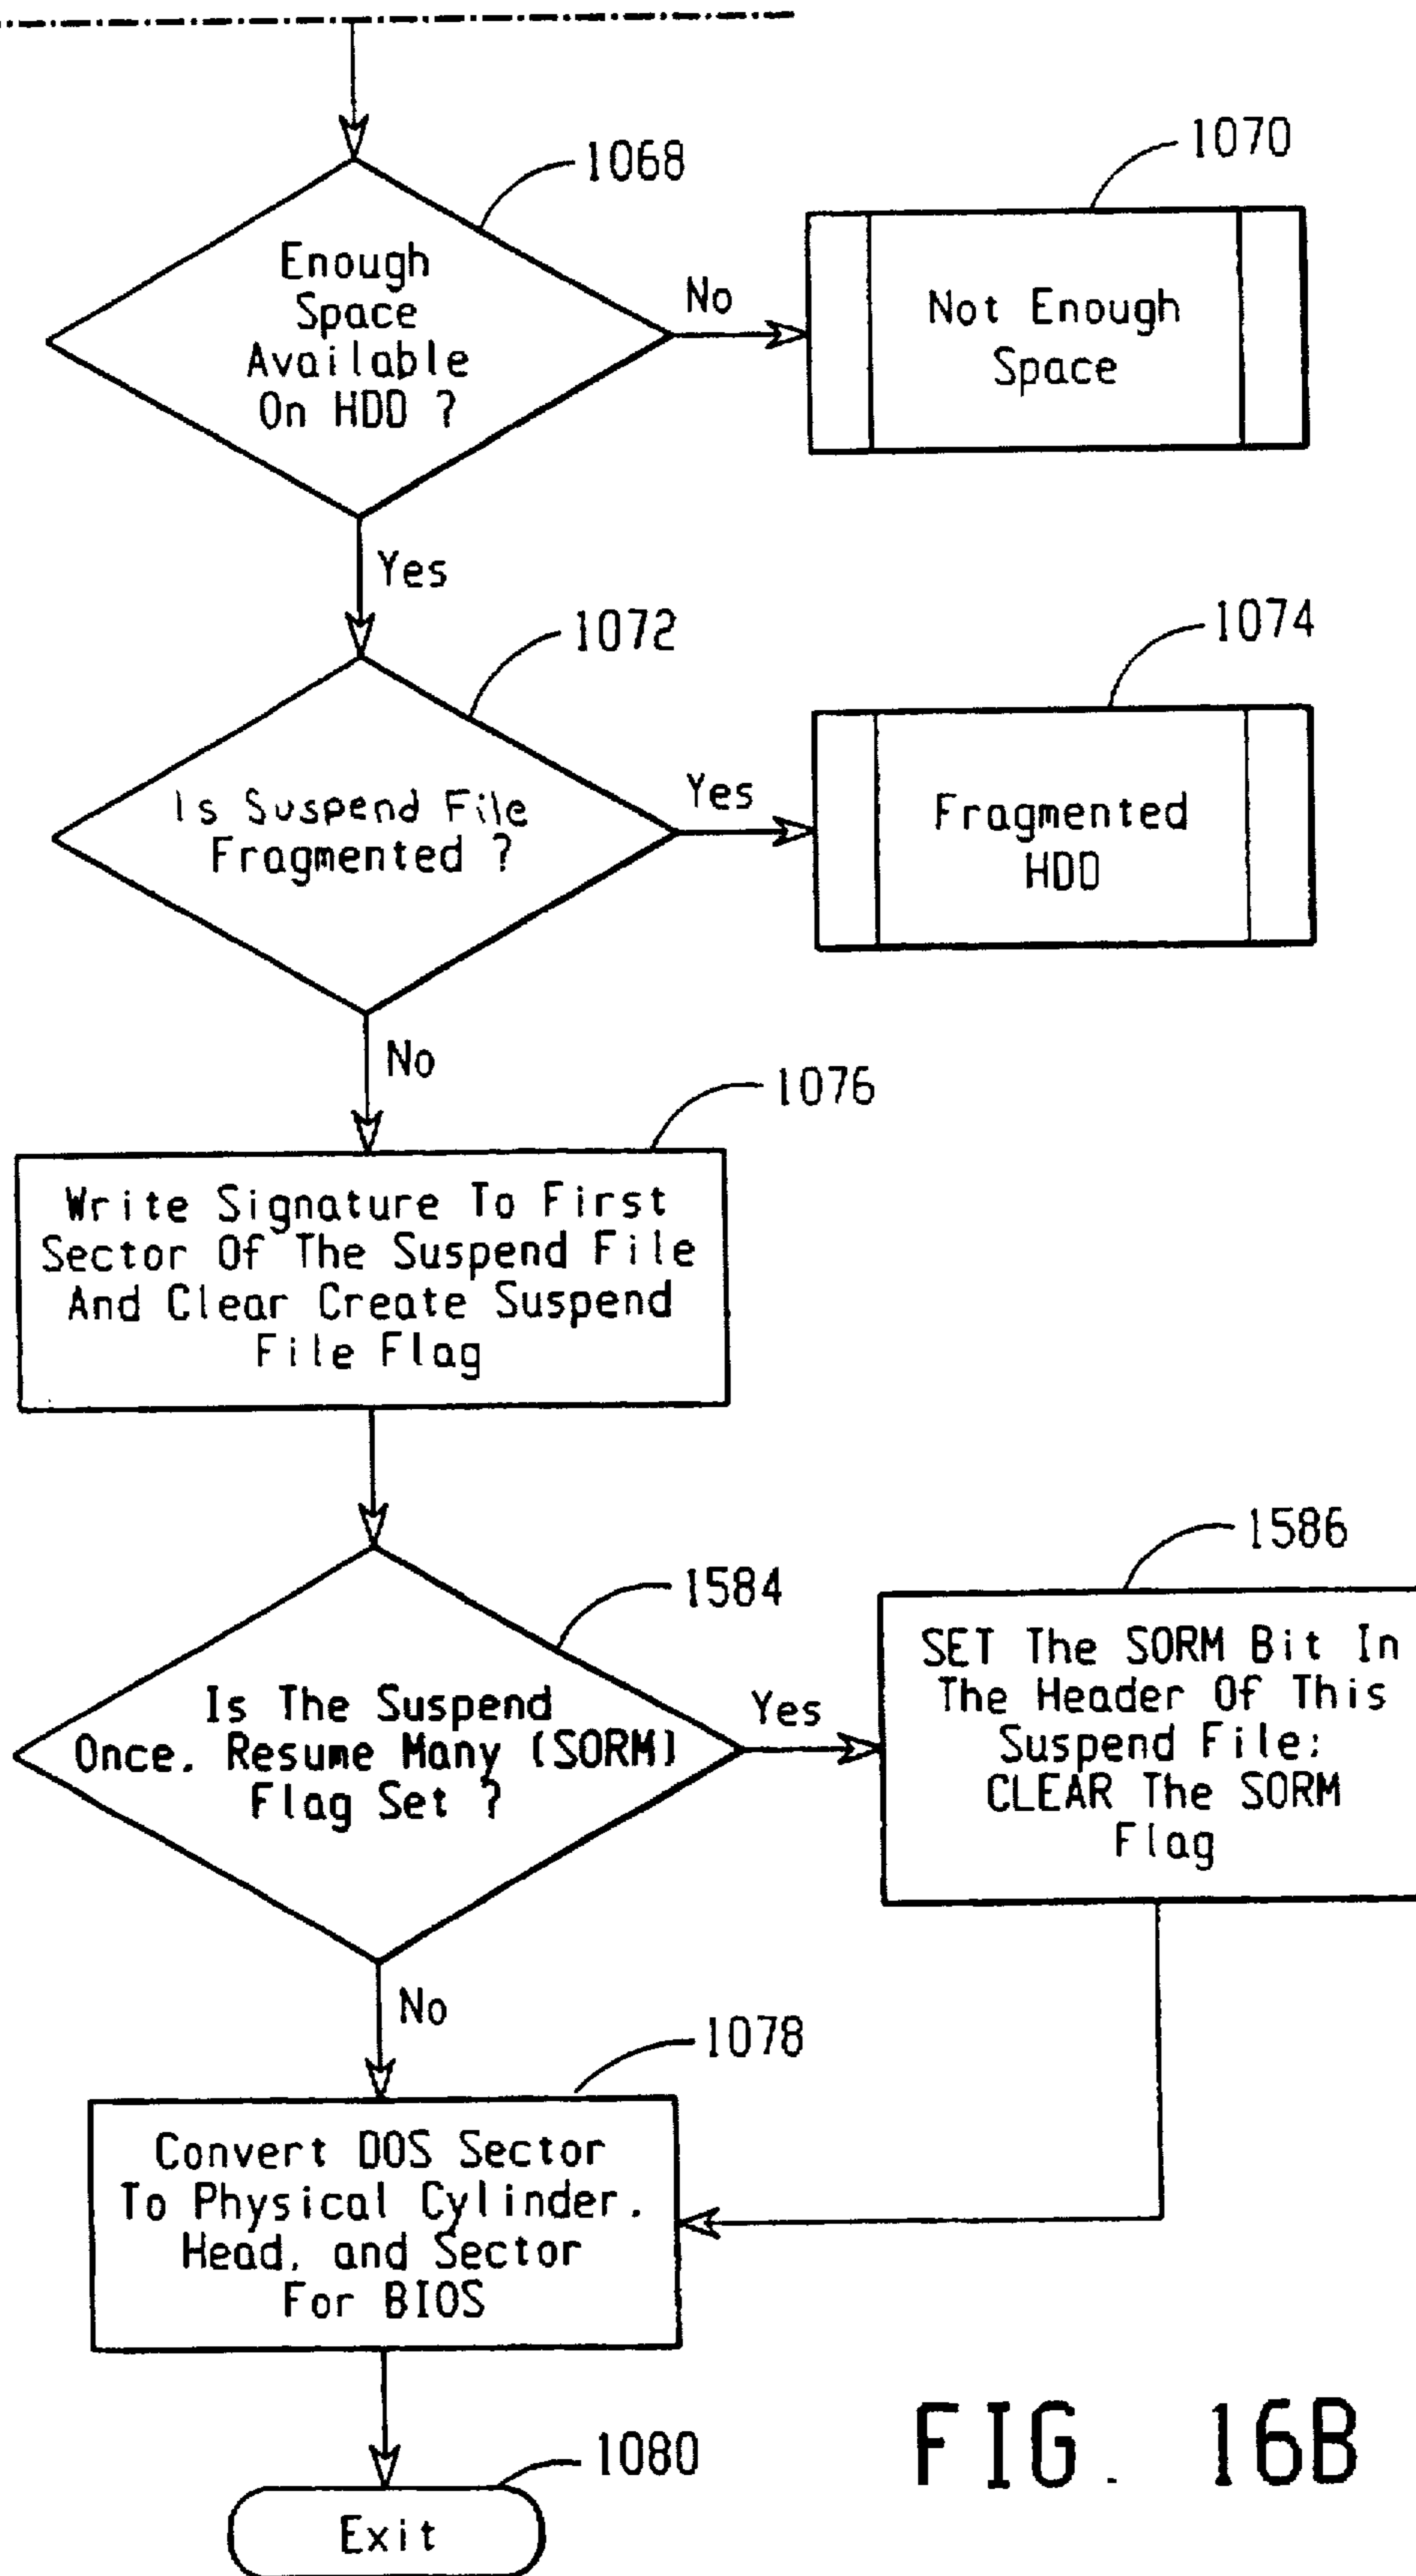 1068
Enough
Space
Available
On HDD ?
No
1070
Not Enough
Space
Yes
1072
Is Suspend File
Fragmented ?
Yes
1074
Fragmented
HDD
No
1076
Write Signature To First
Sector Of The Suspend File
And Clear Create Suspend
File Flag
1584
Is The Suspend
Once, Resume Many (SORM)
Flag Set ?
Yes
1586
SET The SORM Bit In
The Header Of This
Suspend File;
CLEAR The SORM
Flag
No
1078
Convert DOS Sector
To Physical Cylinder,
Head, and Sector
For BIOS
1080
Exit
FIG. 16B